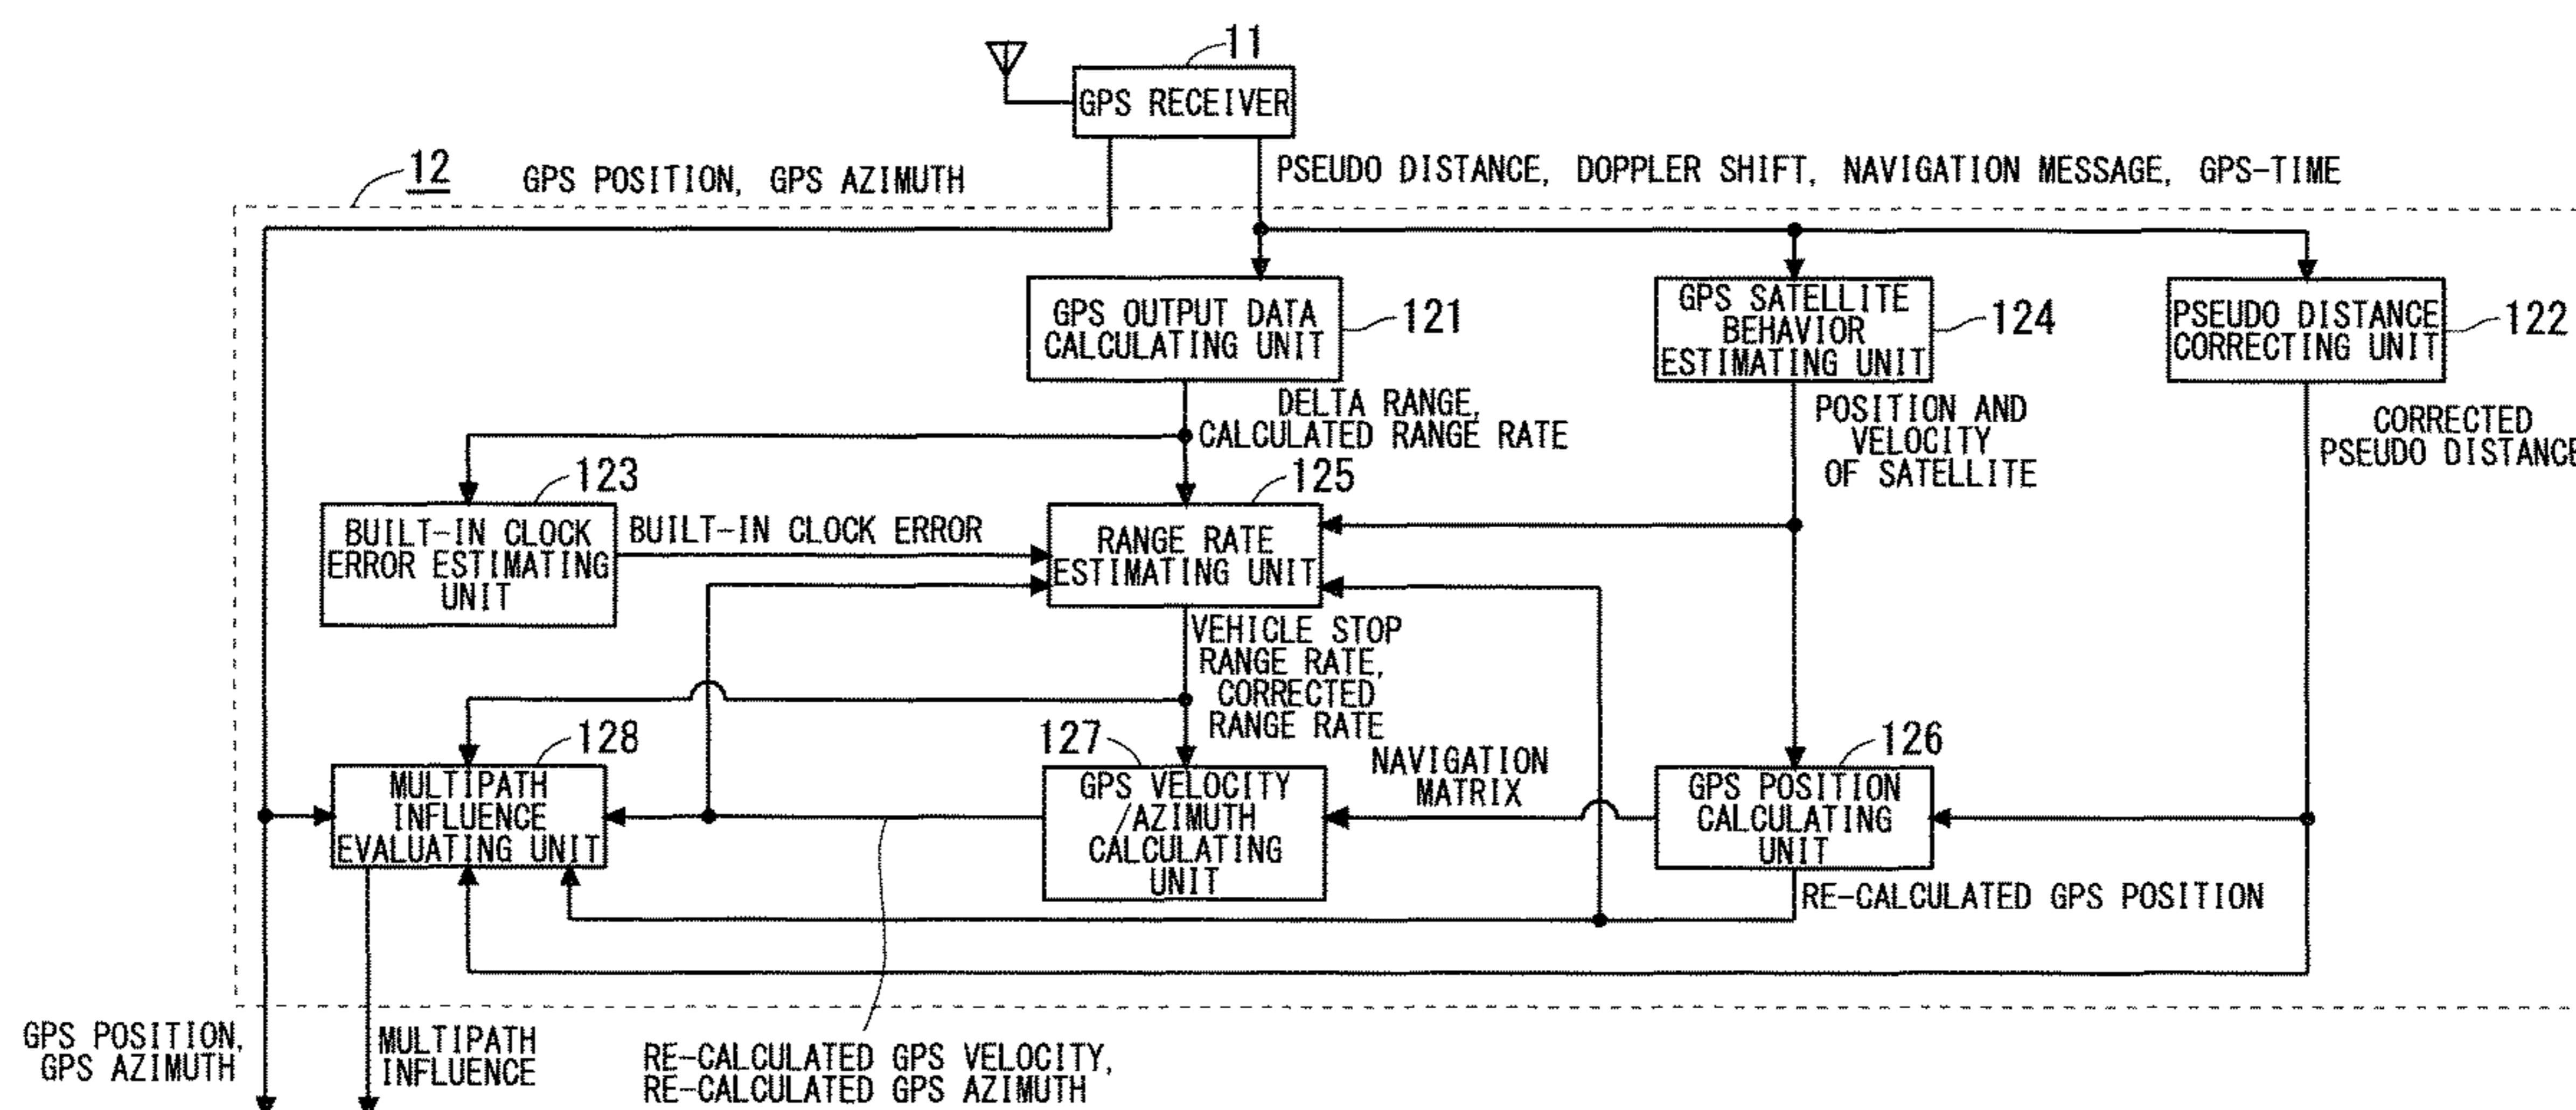 11
GPS RECEIVER
12
GPS POSITION, GPS AZIMUTH
PSEUDO DISTANCE, DOPPLER SHIFT, NAVIGATION MESSAGE, GPS-TIME
GPS OUTPUT DATA
CALCULATING UNIT
121
GPS SATELLITE
BEHAVIOR
ESTIMATING UNIT
124
PSEUDO DISTANCE
CORRECTING UNIT
122
DELTA RANGE,
CALCULATED RANGE RATE
POSITION AND
VELOCITY
OF SATELLITE
CORRECTED
PSEUDO DISTANCE
123
BUILT-IN CLOCK
ERROR ESTIMATING
UNIT
BUILT-IN CLOCK ERROR
125
RANGE RATE
ESTIMATING UNIT
VEHICLE STOP
RANGE RATE,
CORRECTED
RANGE RATE
128
MULTIPATH
INFLUENCE
EVALUATING UNIT
127
GPS VELOCITY
/AZIMUTH
CALCULATING
UNIT
NAVIGATION
MATRIX
126
GPS POSITION
CALCULATING
UNIT
RE-CALCULATED GPS POSITION
GPS POSITION,
GPS AZIMUTH
MULTIPATH
INFLUENCE
RE-CALCULATED GPS VELOCITY,
RE-CALCULATED GPS AZIMUTH